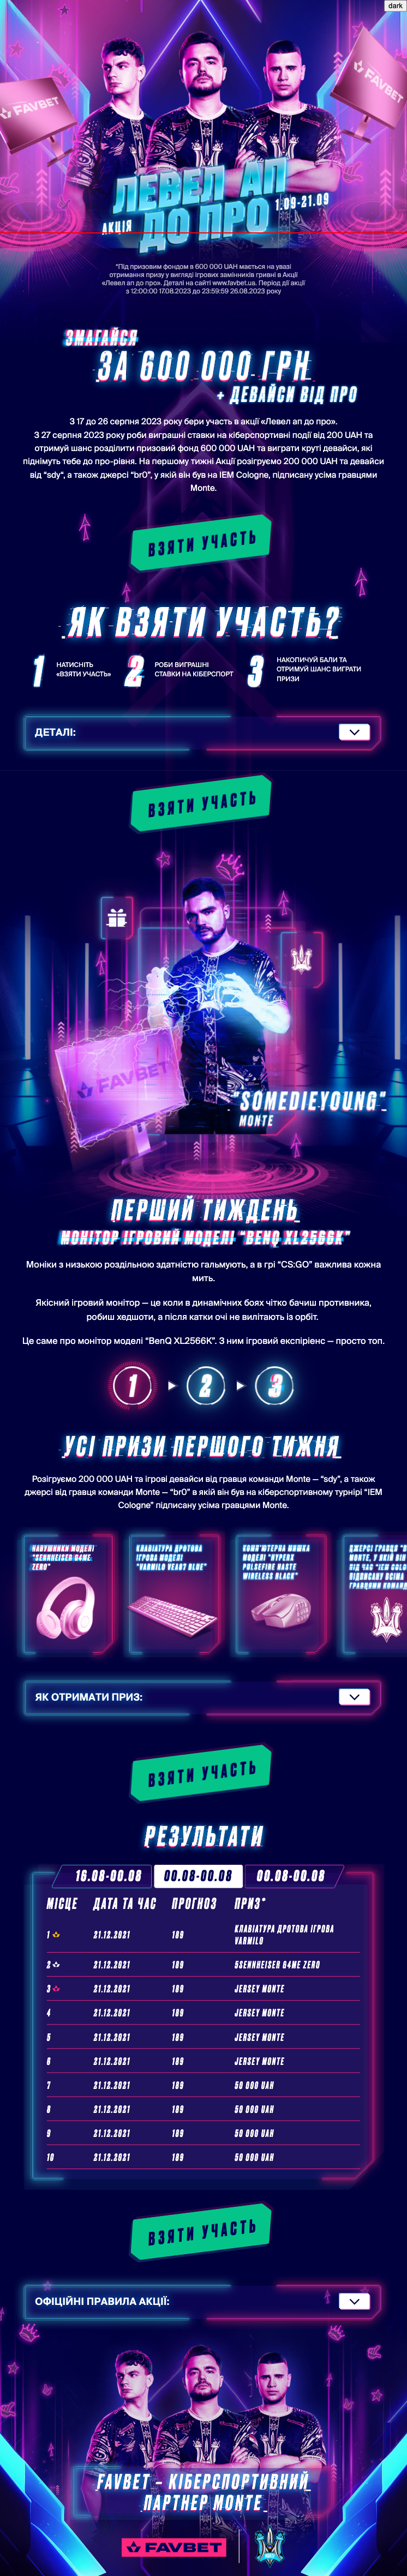 dark
FAVBET
FAVBET
ЛЕВЕЛ АП
АКЦІЯ ДО ПРО 1.09-21.09
"Під призовим фондом в 600 000 UAH мається на увазі
отримання призу у вигляді ігрових замінників гривні в Акції
«Левел ап до про». Деталі на сайті www.favbet.ua. Період дії акції
з 12:00:00 17.08.2023 до 23:59:59 26.08.2023 року
ЗМАГАЙСЯ
ЗА 600 000 ГРН
+ ДЕВАЙСИ ВІД ПРО
З 17 до 26 серпня 2023 року бери участь в акції «Левел ап до про».
З 27 серпня 2023 року роби виграшні ставки на кіберспортивні події від 200 UAH та
отримуй шанс розділити призовий фонд 600 000 UAH та виграти круті девайси, які
піднімуть тебе до про-рівня. На першому тижні Акції розігруємо 200 000 UAH та девайси
від "sdy", а також джерсі "br0", у якій він був на IEM Cologne, підписану усіма гравцями
Monte.
ВЗЯТИ УЧАСТЬ
ЯК ВЗЯТИ УЧАСТЬ?
1 НАТИСНІТЬ
«ВЗЯТИ УЧАСТЬ»
2 РОБИ ВИГРАШНІ
СТАВКИ НА КІБЕРСПОРТ
3 НАКОПИЧУЙ БАЛИ ТА
ОТРИМУЙ ШАНС ВИГРАТИ
ПРИЗИ
ДЕТАЛІ:
ВЗЯТИ УЧАСТЬ
FAVBET
"SOMEDIEYOUNG"
MONTE
ПЕРШИЙ ТИЖДЕНЬ
МОНІТОР ІГРОВИЙ МОДЕЛІ "BENQ XL2566K"
Моніки з низькою роздільною здатністю гальмують, а в грі "CS:GO" важлива кожна
мить.
Якісний ігровий монітор — це коли в динамічних боях чітко бачиш противника,
робиш хедшоти, а після катки очі не вилітають із орбіт.
Це саме про монітор моделі "BenQ XL2566K". З ним ігровий експірієнс — просто топ.
1 2 3
УСІ ПРИЗИ ПЕРШОГО ТИЖНЯ
Розігруємо 200 000 UAH та ігрові девайси від гравця команди Monte — "sdy", а також
джерсі від гравця команди Monte — "br0" в якій він був на кіберспортивному турнірі "IEM
Cologne" підписану усіма гравцями Monte.
НАВУШНИКИ МОДЕЛІ
"SENNHEISER GAME
ZERO"
КЛАВІАТУРА ДРОТОВА
ІГРОВА МОДЕЛІ
"VARMILO VEA87 BLUE"
КОМП'ЮТЕРНА МИШКА
МОДЕЛІ "HYPERX
PULSEFIRE HASTE
WIRELESS BLACK"
ДЖЕРСІ ГРАВЦЯ
MONTE, У ЯКІЙ ВІН
ПІД ЧАС "IEM COL
ПІДПИСАНУ ВСІМА
ГРАВЦЯМИ КОМАНД
ЯК ОТРИМАТИ ПРИЗ:
ВЗЯТИ УЧАСТЬ
РЕЗУЛЬТАТИ
16.08-00.08 00.08-00.08 00.08-00.08
МІСЦЕ ДАТА ТА ЧАС ПРОГНОЗ ПРИЗ*
1 21.12.2021 189 КЛАВІАТУРА ДРОТОВА ІГРОВА
VARMILO
2 21.12.2021 189 SSENNHEISER G4ME ZERO
3 21.12.2021 189 JERSEY MONTE
4 21.12.2021 189 JERSEY MONTE
5 21.12.2021 189 JERSEY MONTE
6 21.12.2021 189 JERSEY MONTE
7 21.12.2021 189 50 000 UAH
8 21.12.2021 189 50 000 UAH
9 21.12.2021 189 50 000 UAH
10 21.12.2021 189 50 000 UAH
ВЗЯТИ УЧАСТЬ
ОФІЦІЙНІ ПРАВИЛА АКЦІЇ:
FAVBET – КІБЕРСПОРТИВНИЙ
ПАРТНЕР MONTE
FAVBET